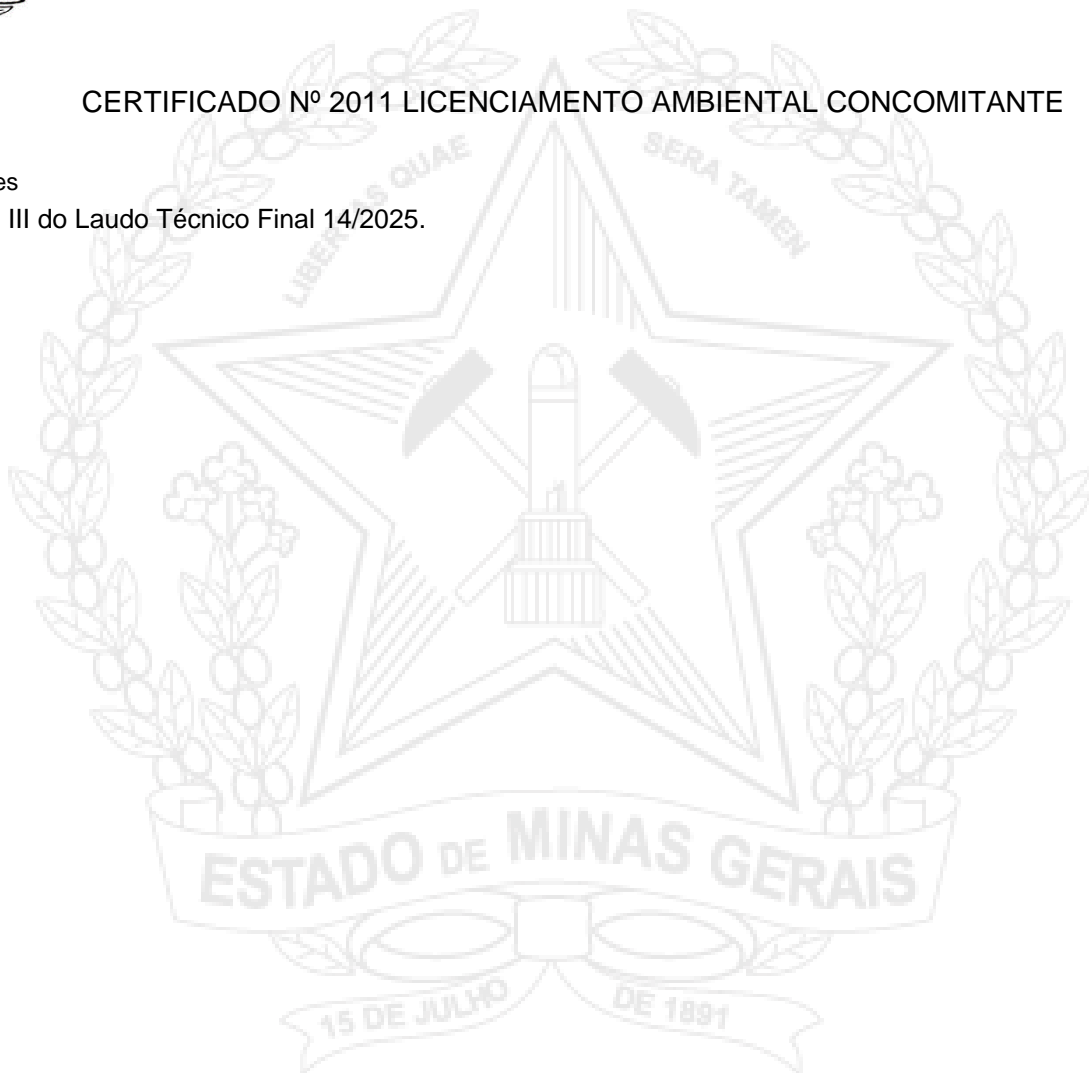 CERTIFICADO Nº 2011 LICENCIAMENTO AMBIENTAL CONCOMITANTE
es
III do Laudo Técnico Final 14/2025.
LIBERTAS QUAE SERA TAMEN
ESTADO DE MINAS GERAIS
15 DE JULHO DE 1891